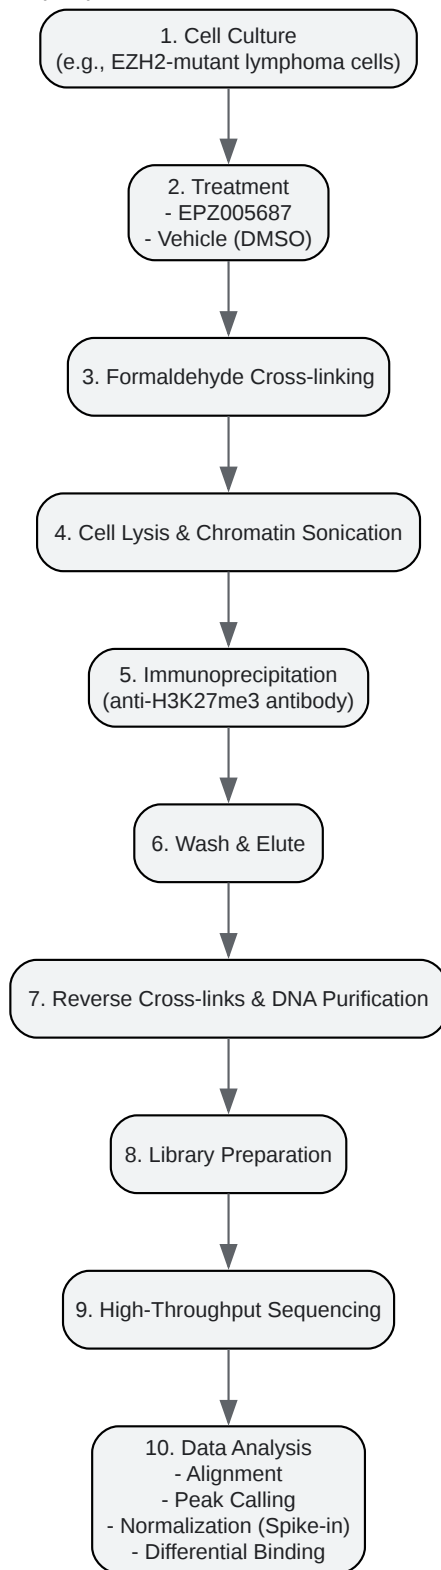 1. Cell Culture
(e.g., EZH2-mutant lymphoma cells)
2. Treatment
- EPZ005687
- Vehicle (DMSO)
3. Formaldehyde Cross-linking
4. Cell Lysis & Chromatin Sonication
5. Immunoprecipitation
(anti-H3K27me3 antibody)
6. Wash & Elute
7. Reverse Cross-links & DNA Purification
8. Library Preparation
9. High-Throughput Sequencing
10. Data Analysis
- Alignment
- Peak Calling
- Normalization (Spike-in)
- Differential Binding